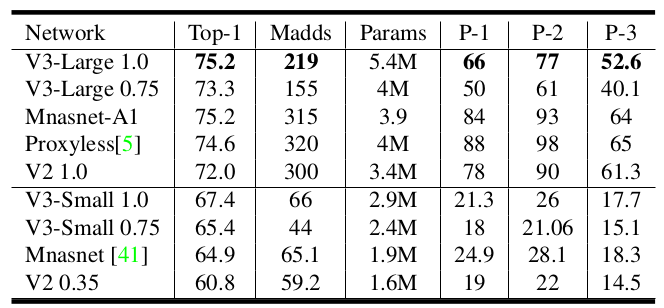 Network Top-1 Madds Params P-1 P-2 P-3
V3-Large 1.0 75.2 219 5.4M 66 77 52.6
V3-Large 0.75 73.3 155 4M 50 61 40.1
Mnasnet-A1 75.2 315 3.9 84 93 64
Proxyless[5] 74.6 320 4M 88 98 65
V2 1.0 72.0 300 3.4M 78 90 61.3
V3-Small 1.0 67.4 66 2.9M 21.3 26 17.7
V3-Small 0.75 65.4 44 2.4M 18 21.06 15.1
Mnasnet [41] 64.9 65.1 1.9M 24.9 28.1 18.3
V2 0.35 60.8 59.2 1.6M 19 22 14.5